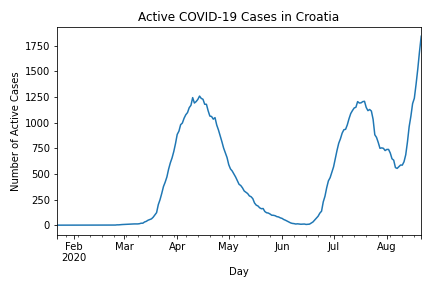 Active COVID-19 Cases in Croatia
Number of Active Cases
1750
1500
1250
1000
750
500
250
0
Feb Mar Apr May Jun Jul Aug
2020
Day